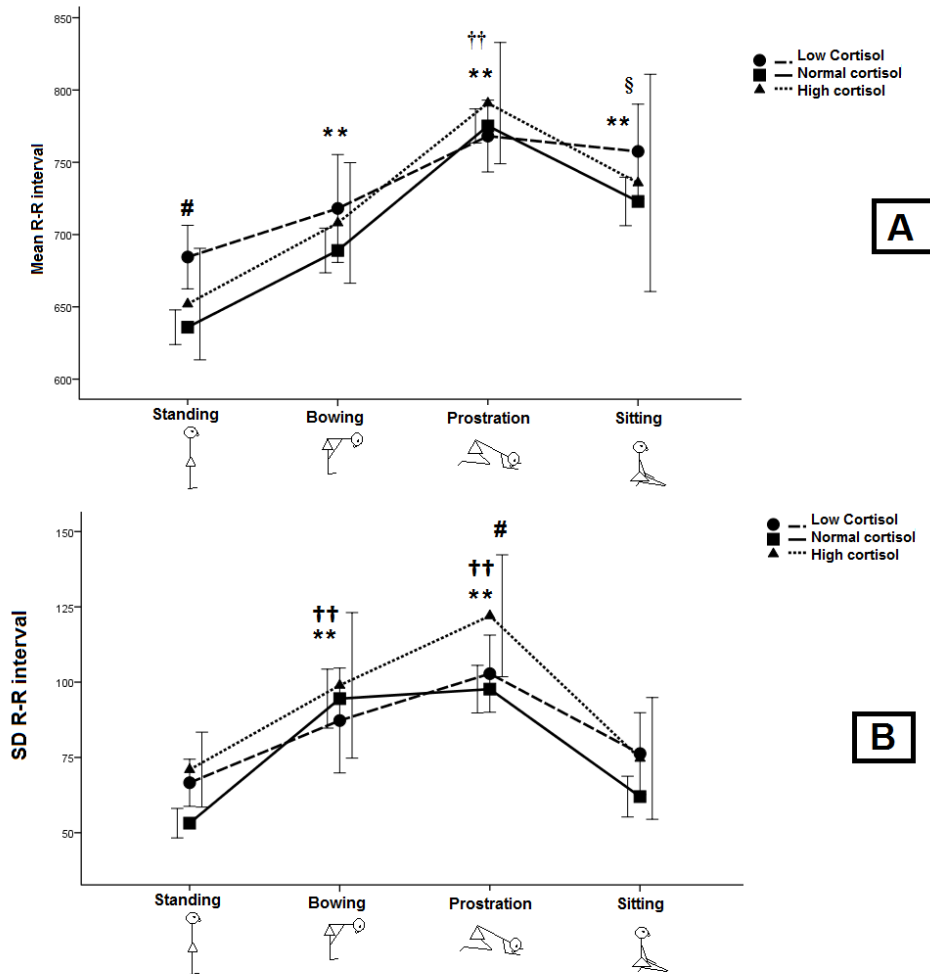 850
800
750
700
650
600
Mean R-R interval
#
**
††
**
§
**
Low Cortisol
Normal cortisol
High cortisol
A
Standing
Bowing
Prostration
Sitting
150
125
100
75
50
SD R-R interval
††
**
#
††
**
Low Cortisol
Normal cortisol
High cortisol
B
Standing
Bowing
Prostration
Sitting